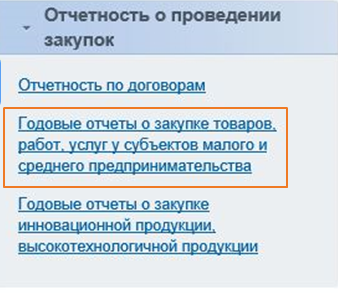 Отчетность о проведении
закупок
Отчетность по договорам
Годовые отчеты о закупке товаров,
работ, услуг у субъектов малого и
среднего предпринимательства
Годовые отчеты о закупке
инновационной продукции,
высокотехнологичной продукции